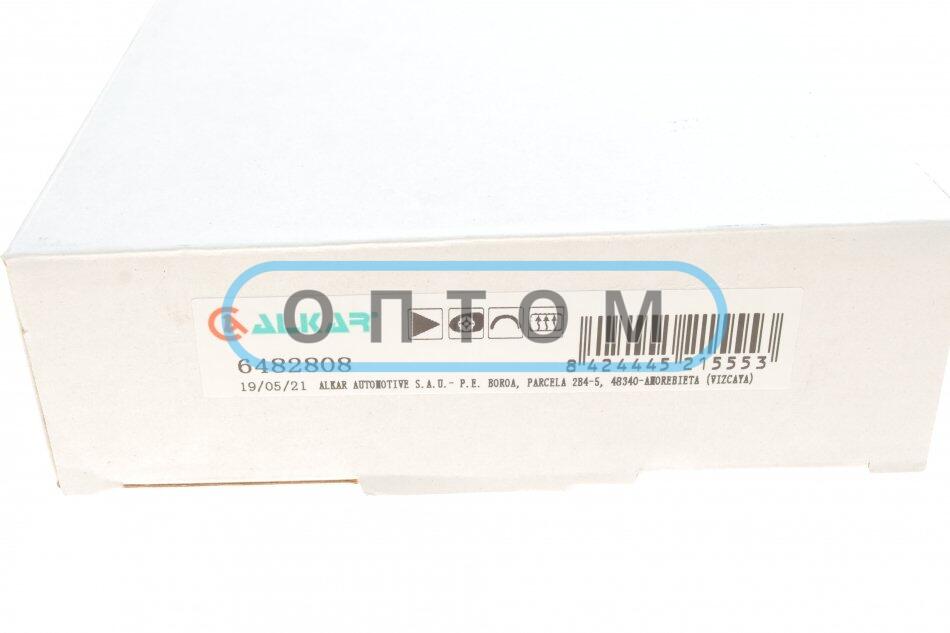 ОПТОМ
ALKAR
6482808
8 424445 215553
19/05/21 ALKAR AUTOMOTIVE S.A.U.- P.E. BOROA, PARCELA 2B4-5, 48340-AMOREBIETA (VIZCAYA)